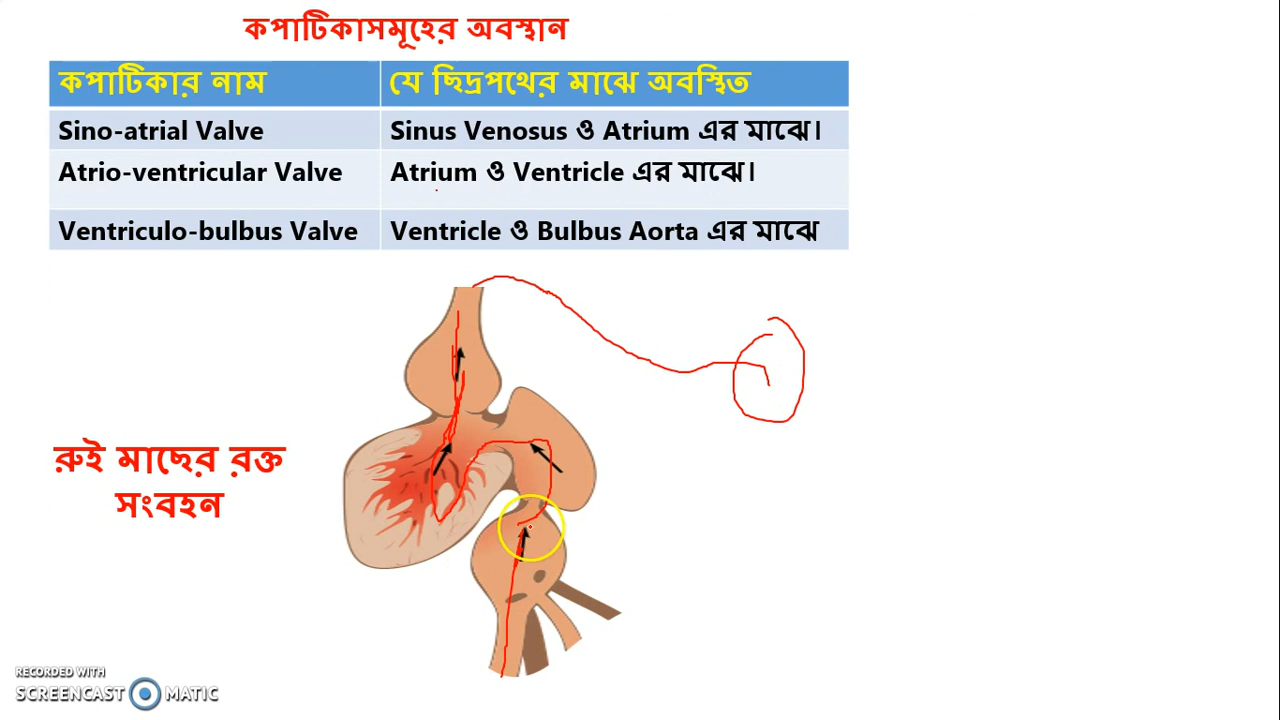 কপাটিকাসমূহের অবস্থান
কপাটিকার নাম যে ছিদ্রপথের মাঝে অবস্থিত
Sino-atrial Valve Sinus Venosus ও Atrium এর মাঝে।
Atrio-ventricular Valve Atrium ও Ventricle এর মাঝে।
Ventriculo-bulbus Valve Ventricle ও Bulbus Aorta এর মাঝে
রুই মাছের রক্ত
সংবহন
RECORDED WITH
SCREENCAST MATIC